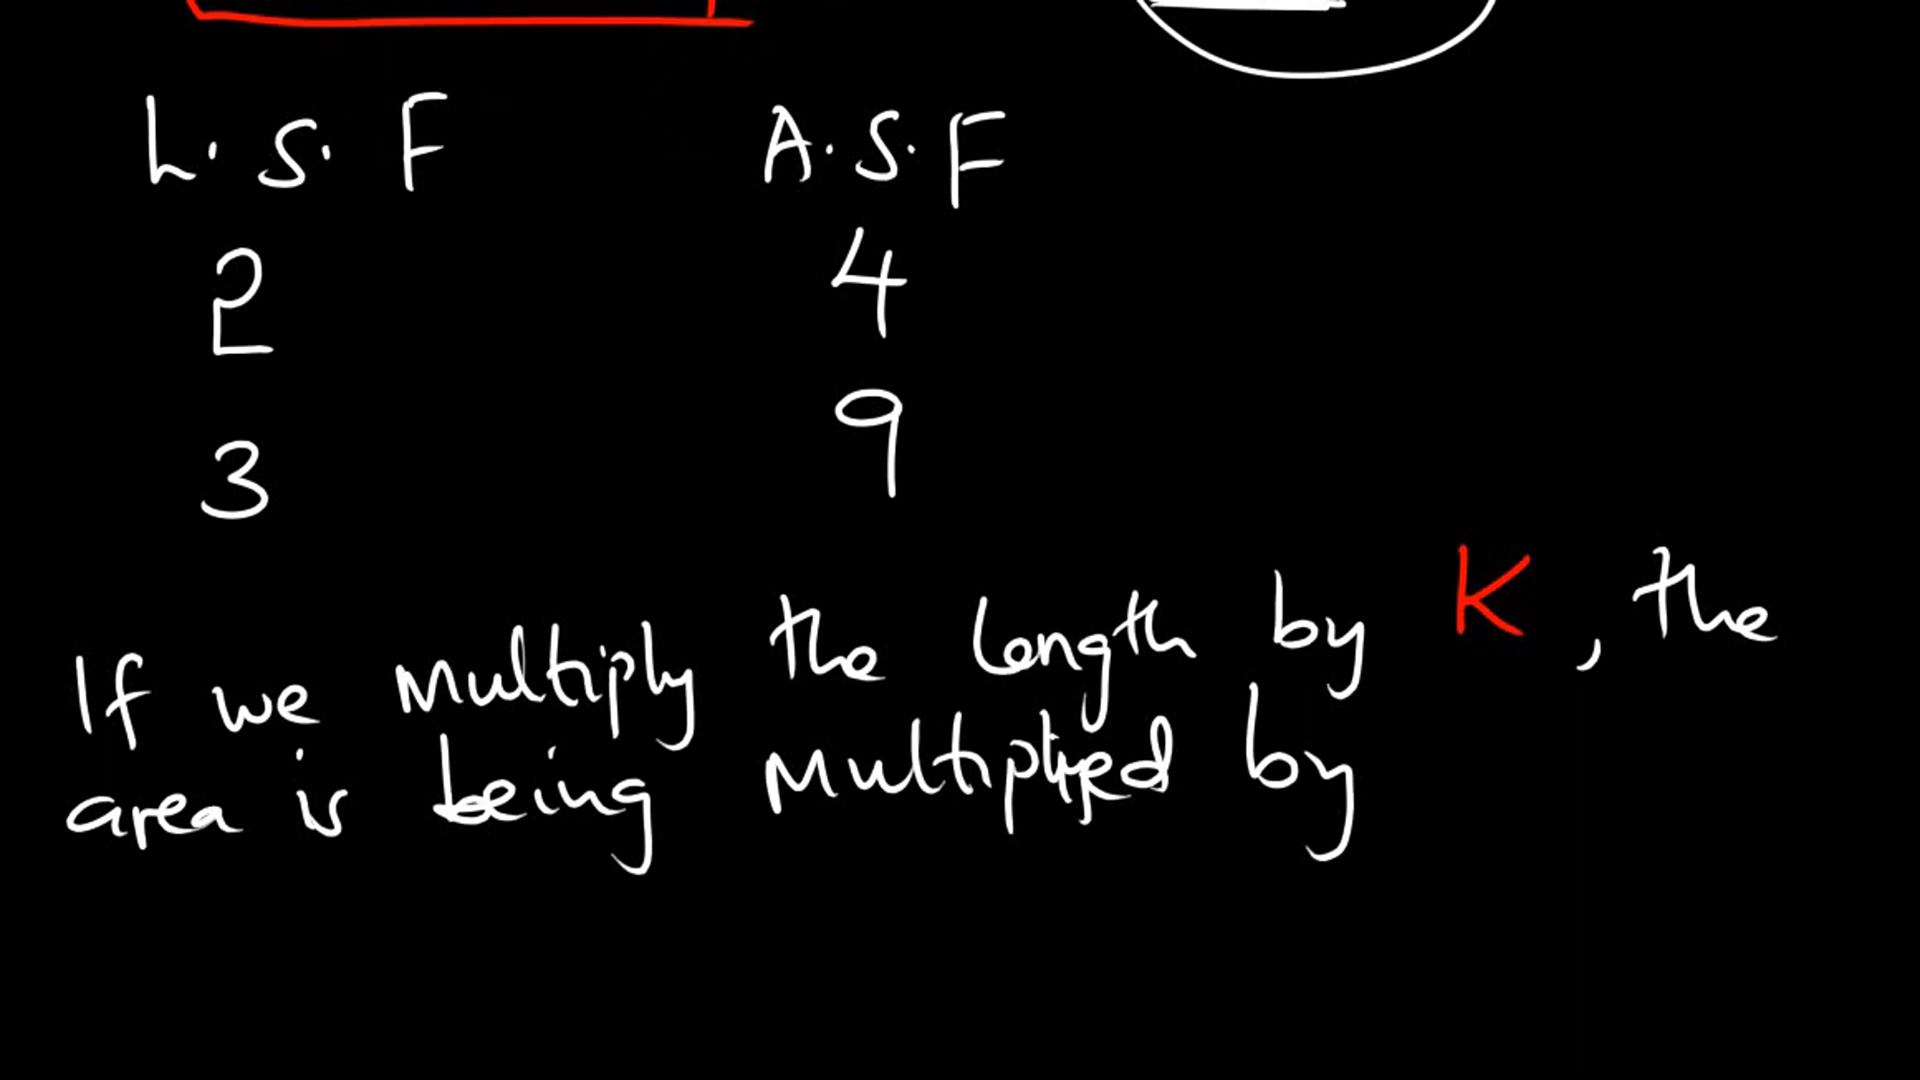 L.S.F A.S.F
2 4
3 9
If we multiply the length by K, the
area is being multiplied by